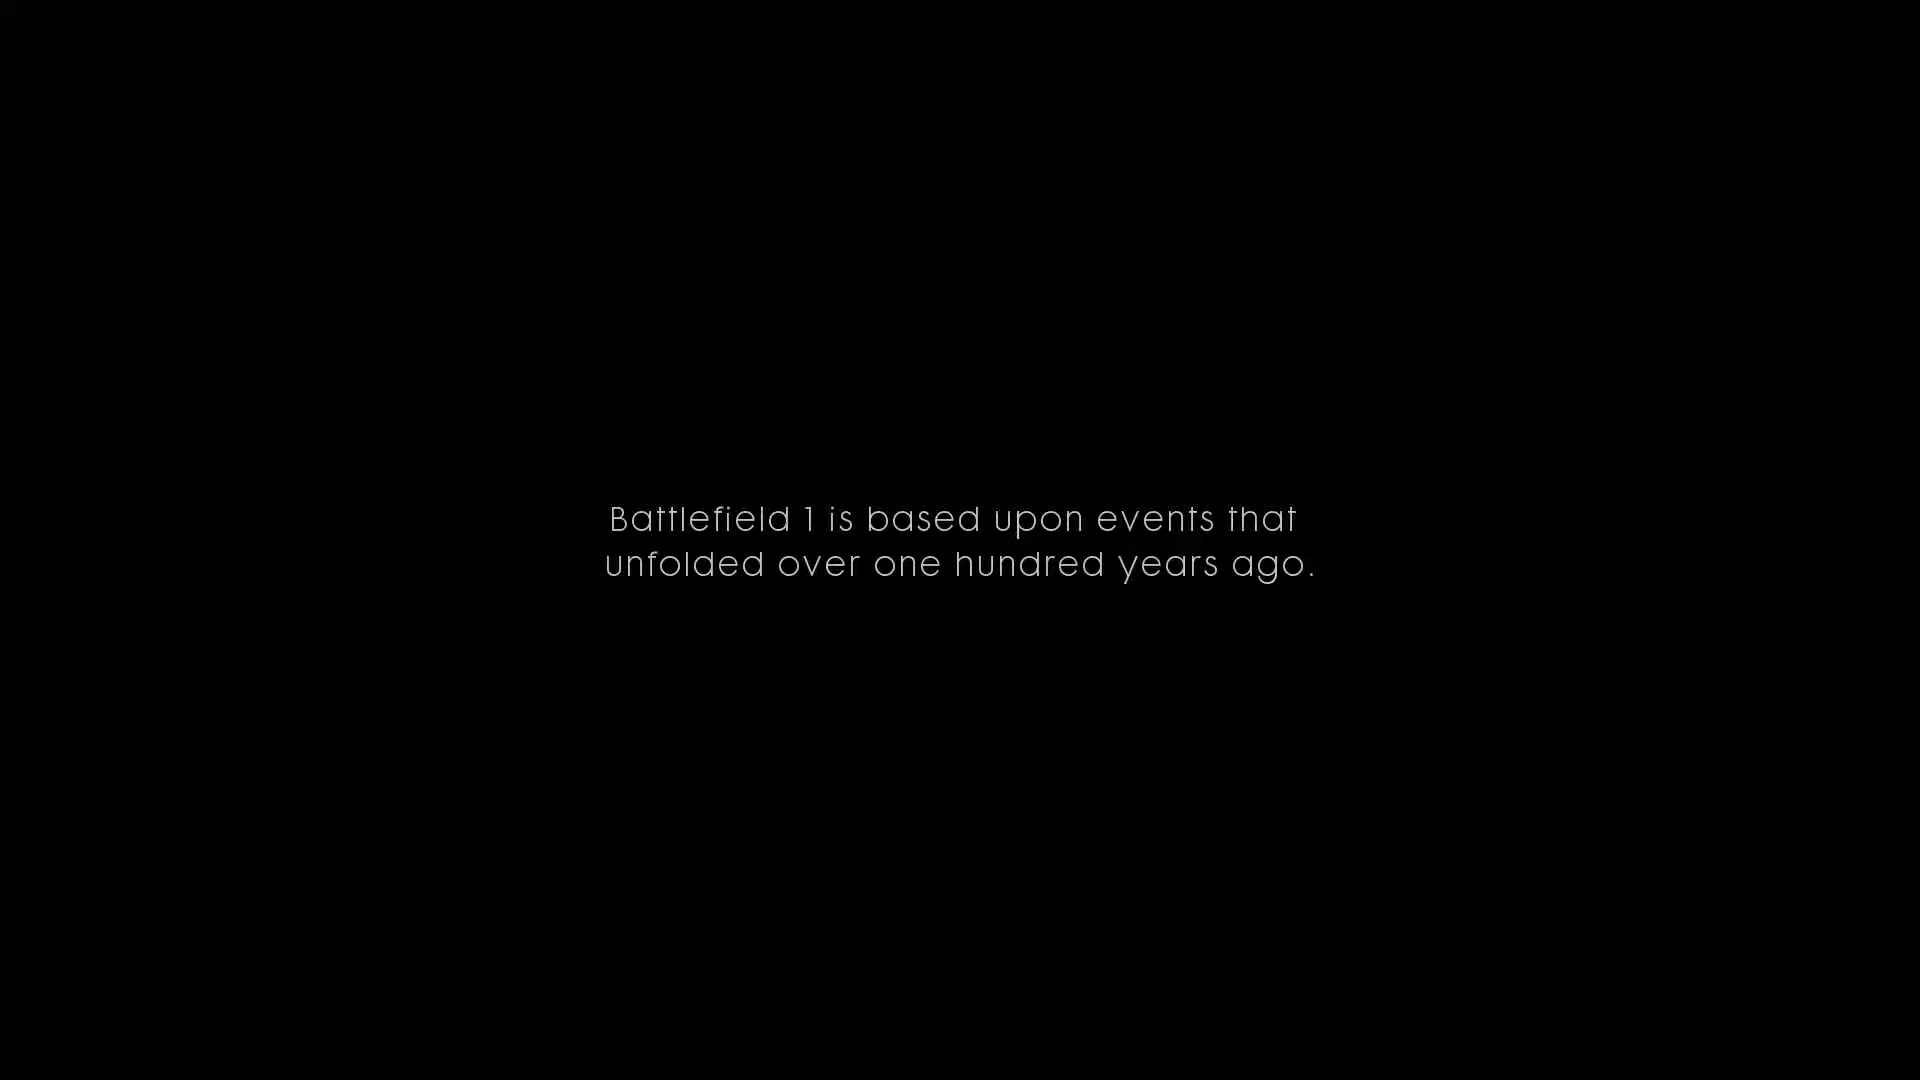 Battlefield 1 is based upon events that
unfolded over one hundred years ago.